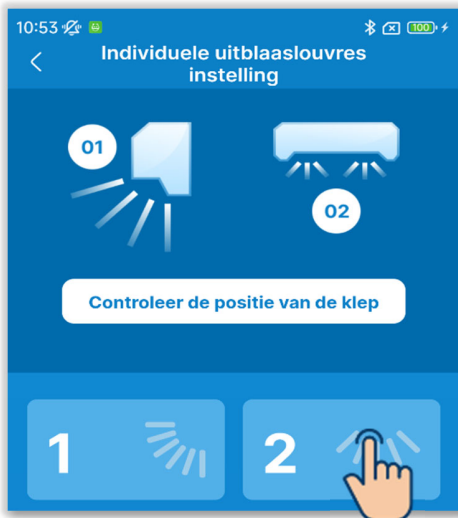 10:53
100
Individuele uitblaaslouvres
instelling
01
02
Controleer de positie van de klep
1
2